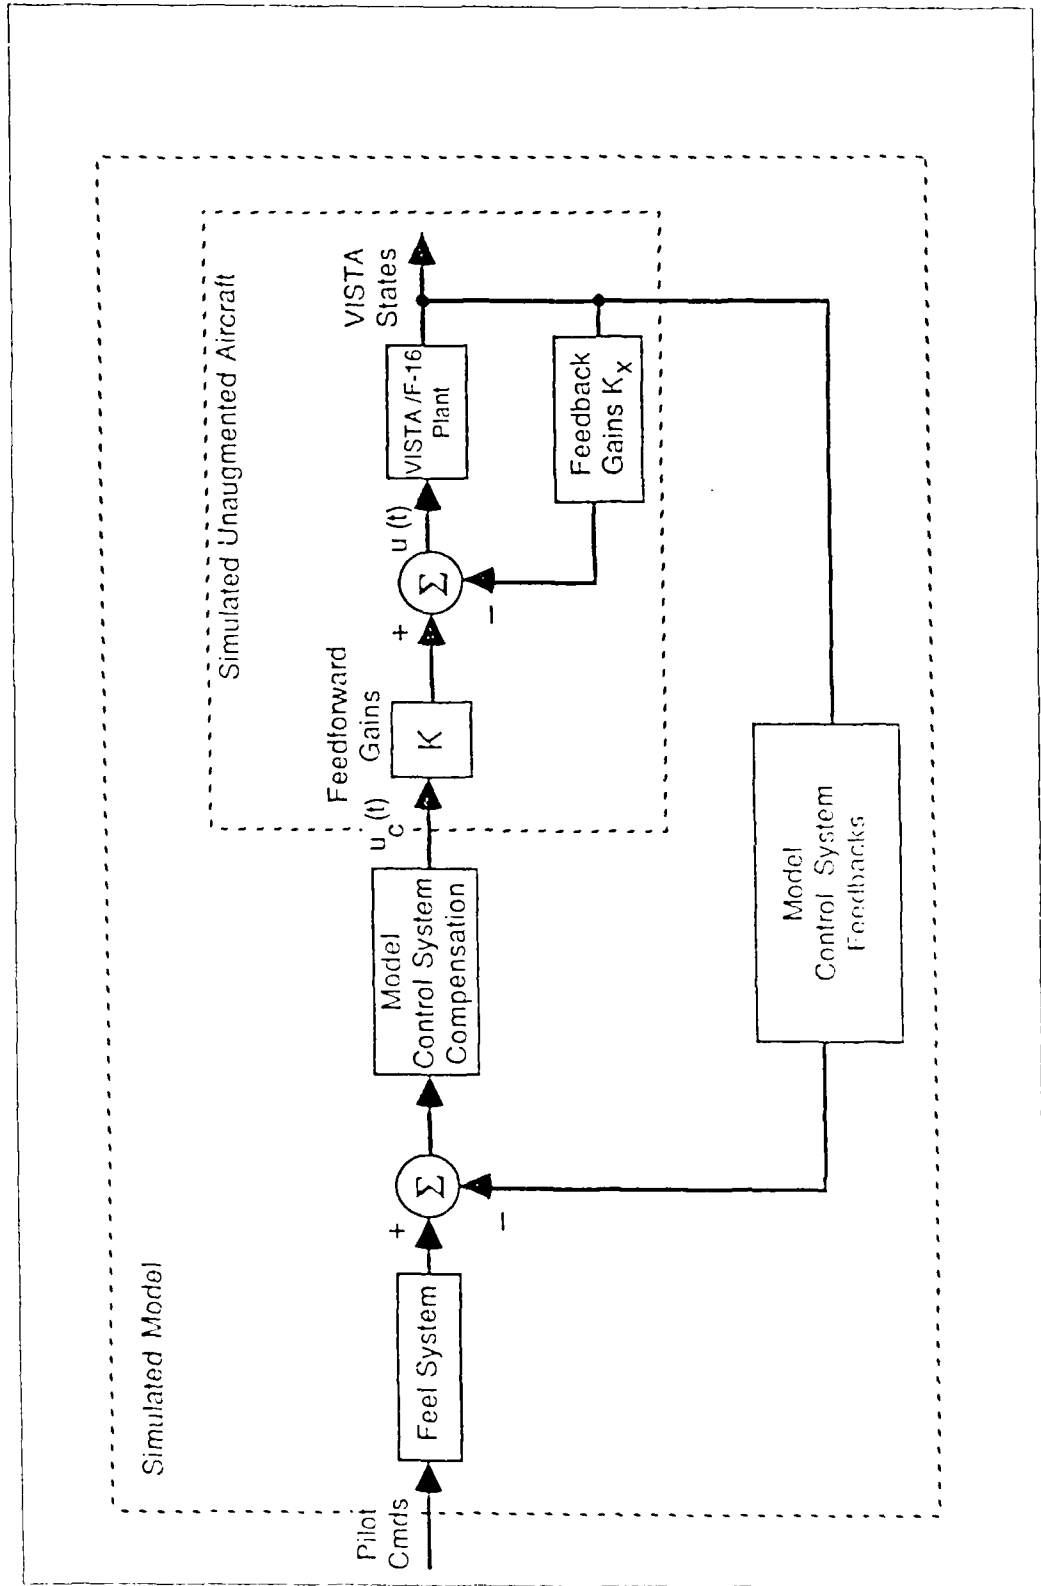 Simulated Model
Simulated Unaugmented Aircraft
Pilot
Cmds
Feel System
+
Σ
−
Model
Control System
Compensation
u_c(t)
Feedforward
Gains
K
+
Σ
−
u (t)
VISTA/F-16
Plant
VISTA
States
Feedback
Gains K_x
Model
Control System
Feedbacks